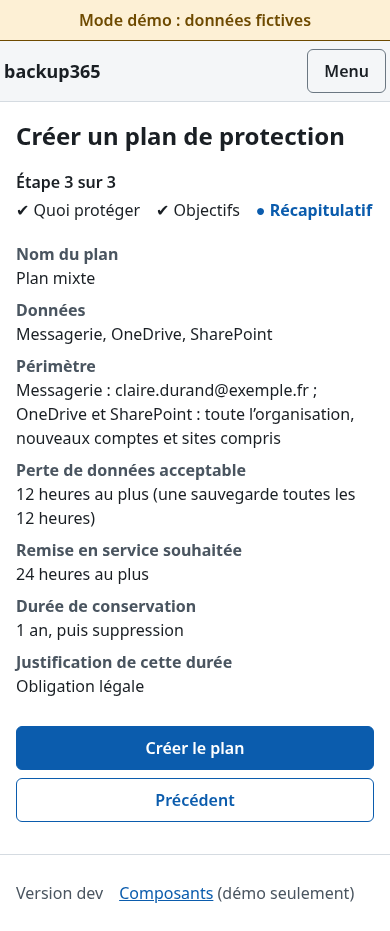 Mode démo : données fictives
backup365
Menu
Créer un plan de protection
Étape 3 sur 3
✔ Quoi protéger ✔ Objectifs ● Récapitulatif
Nom du plan
Plan mixte
Données
Messagerie, OneDrive, SharePoint
Périmètre
Messagerie : claire.durand@exemple.fr ;
OneDrive et SharePoint : toute l’organisation,
nouveaux comptes et sites compris
Perte de données acceptable
12 heures au plus (une sauvegarde toutes les
12 heures)
Remise en service souhaitée
24 heures au plus
Durée de conservation
1 an, puis suppression
Justification de cette durée
Obligation légale
Créer le plan
Précédent
Version dev Composants (démo seulement)